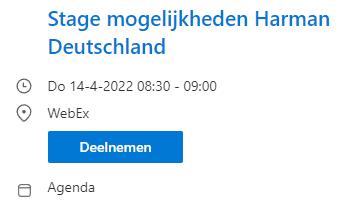 Stage mogelijkheden Harman
Deutschland
Do 14-4-2022 08:30 - 09:00
WebEx
Deelnemen
Agenda